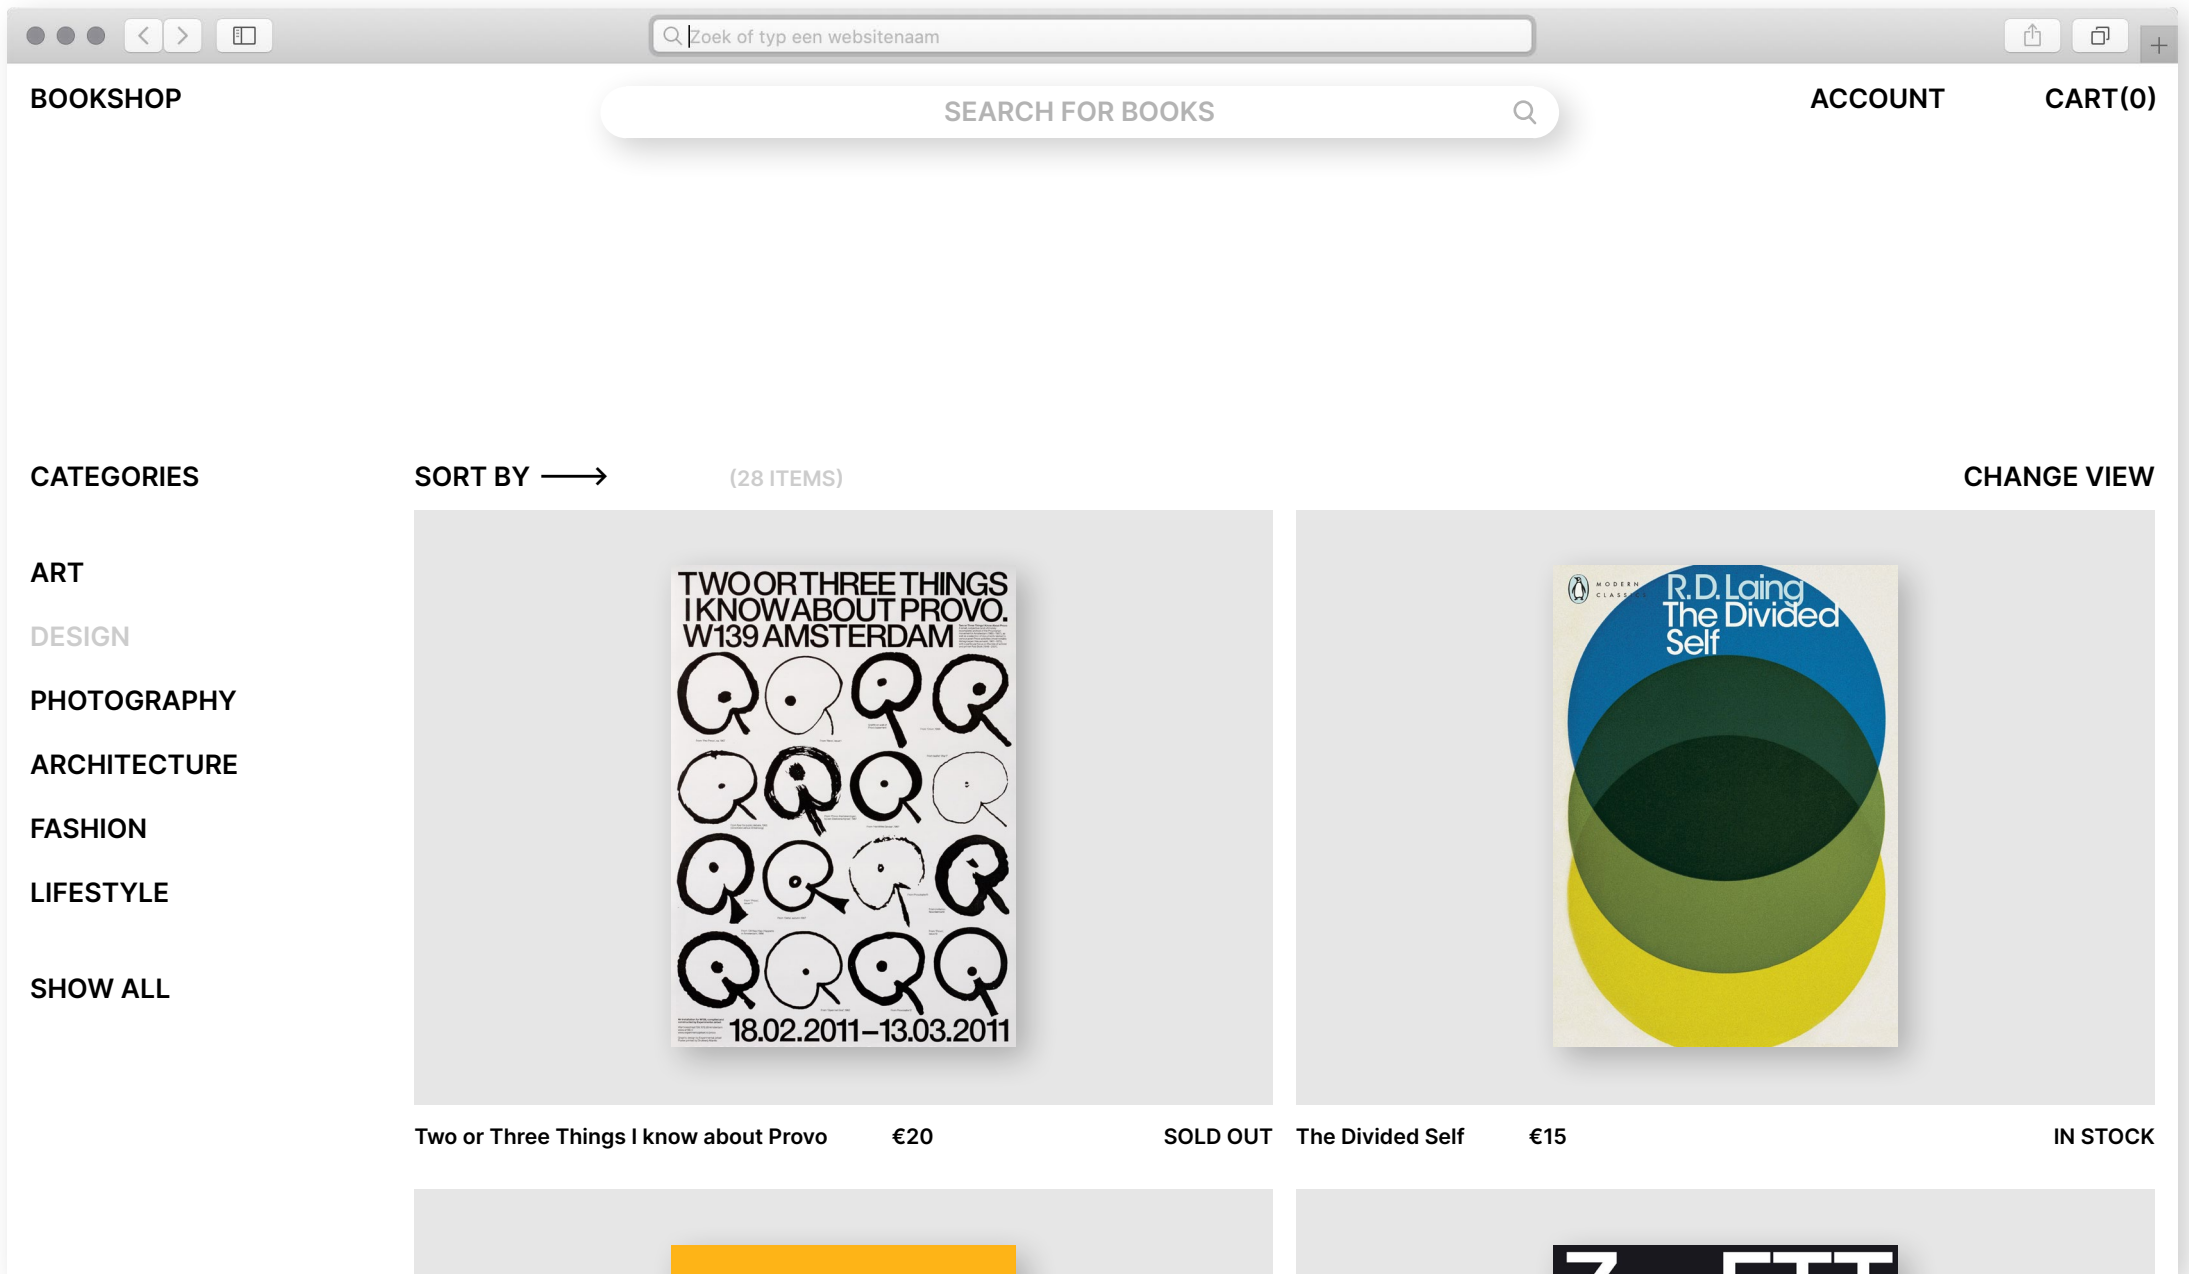 Zoek of typ een websitenaam
BOOKSHOP
SEARCH FOR BOOKS
ACCOUNT
CART(0)
CATEGORIES
SORT BY
(28 ITEMS)
CHANGE VIEW
ART
DESIGN
PHOTOGRAPHY
ARCHITECTURE
FASHION
LIFESTYLE
SHOW ALL
TWO OR THREE THINGS
I KNOW ABOUT PROVO.
W139 AMSTERDAM
18.02.2011–13.03.2011
MODERN
CLASSICS
R.D. Laing
The Divided
Self
Two or Three Things I know about Provo
€20
SOLD OUT
The Divided Self
€15
IN STOCK